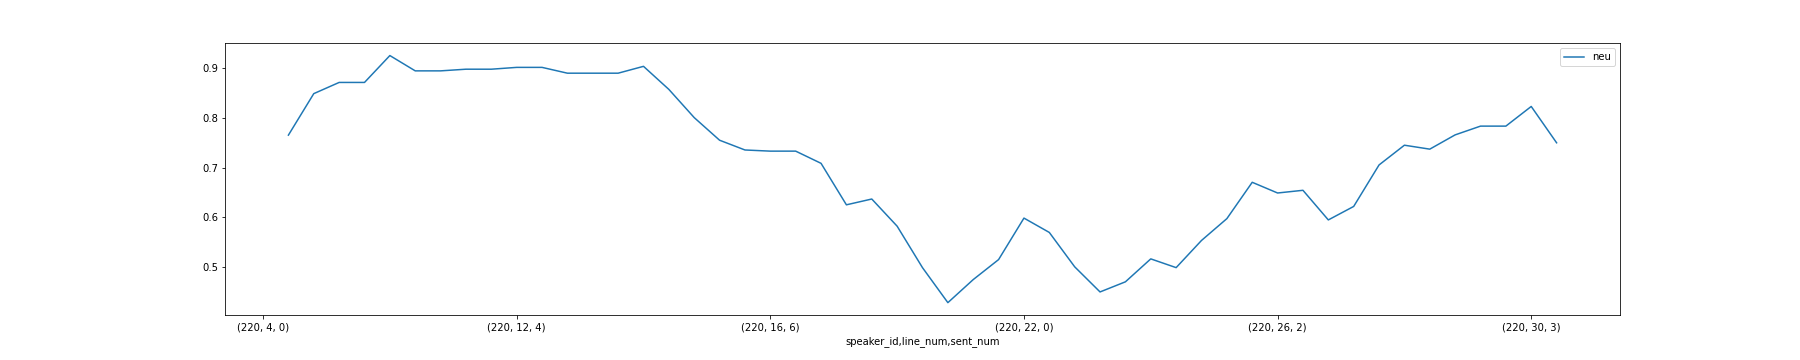 neu
0.9
0.8
0.7
0.6
0.5
(220, 4, 0) (220, 12, 4) (220, 16, 6) (220, 22, 0) (220, 26, 2) (220, 30, 3)
speaker_id,line_num,sent_num